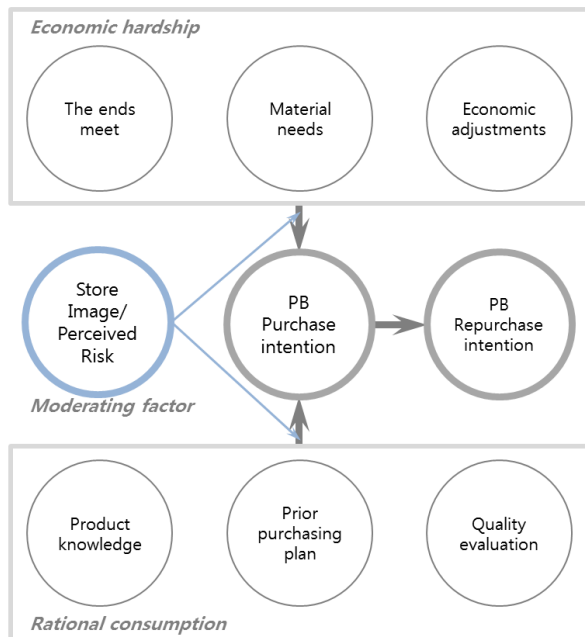 Economic hardship
The ends
meet
Material
needs
Economic
adjustments
Store
Image/
Perceived
Risk
PB
Purchase
intention
PB
Repurchase
intention
Moderating factor
Product
knowledge
Prior
purchasing
plan
Quality
evaluation
Rational consumption